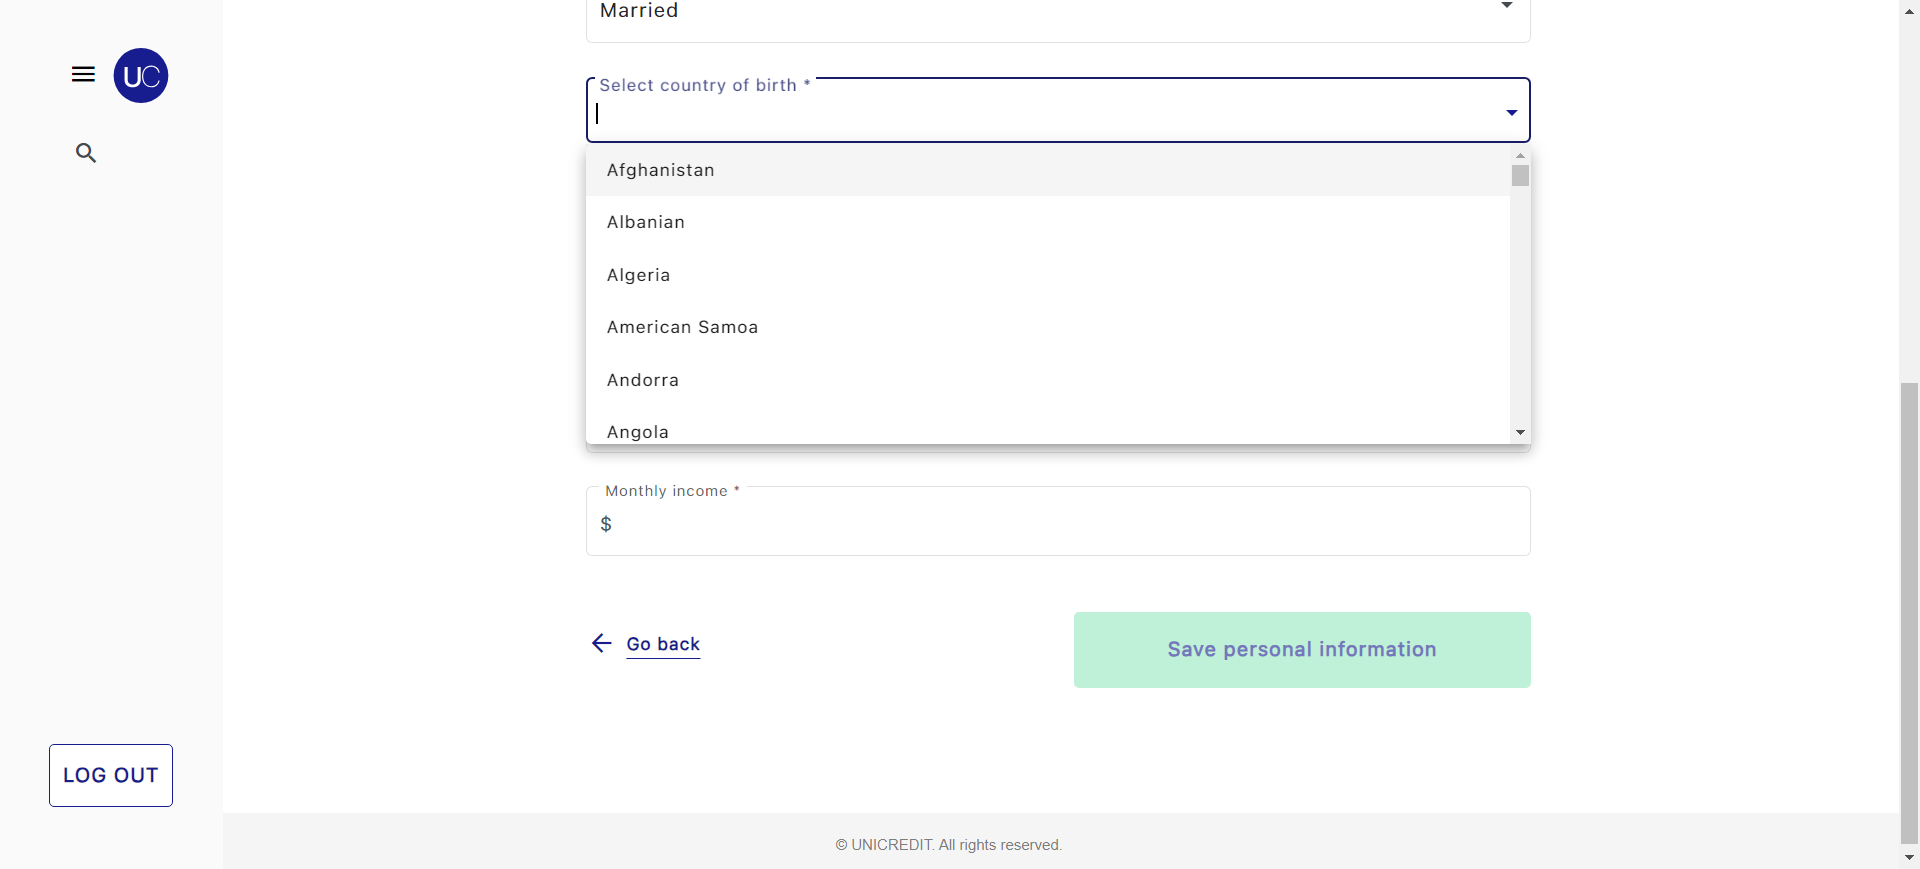 Married
UC
Select country of birth *
Afghanistan
Albanian
Algeria
American Samoa
Andorra
Angola
Monthly income *
$
Go back
Save personal information
LOG OUT
© UNICREDIT. All rights reserved.